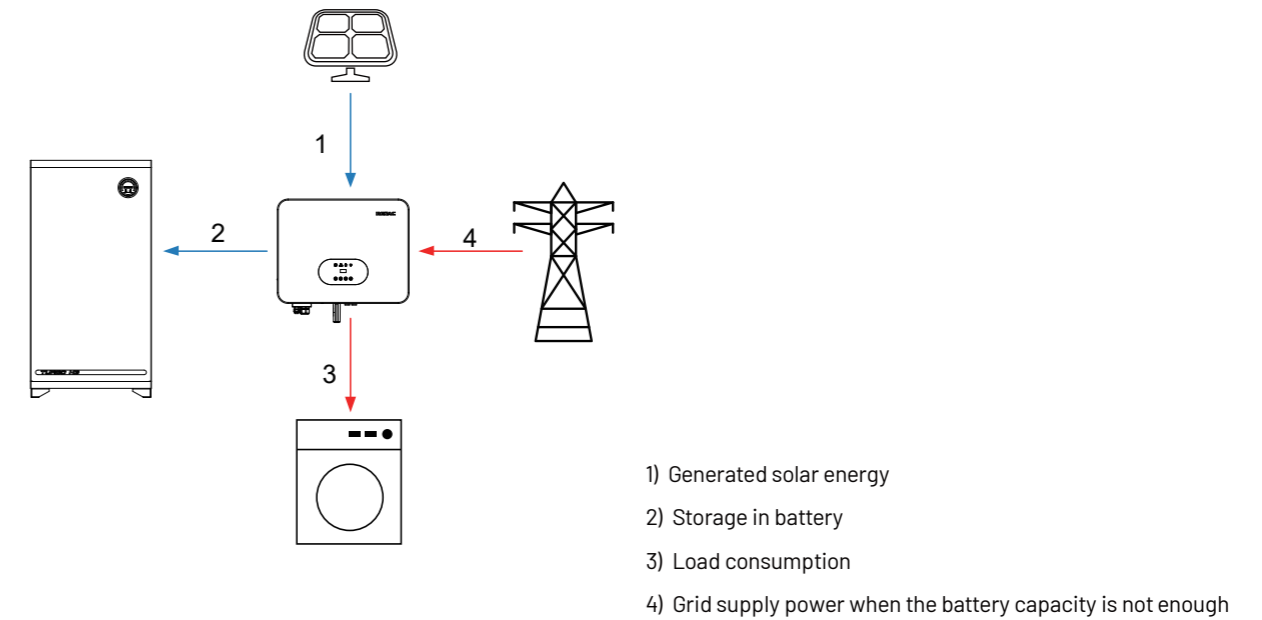 1
2
4
3
1) Generated solar energy
2) Storage in battery
3) Load consumption
4) Grid supply power when the battery capacity is not enough